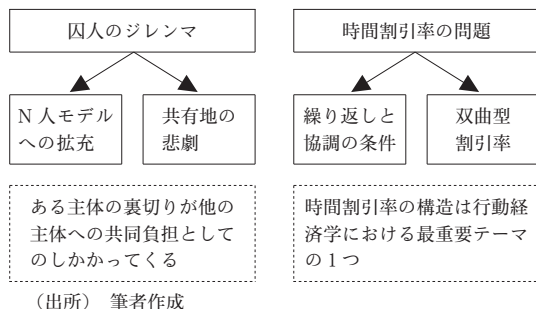 囚人のジレンマ
時間割引率の問題
N 人モデル
への拡充
共有地の
悲劇
繰り返しと
協調の条件
双曲型
割引率
ある主体の裏切りが他の
主体への共同負担として
のしかかってくる
時間割引率の構造は行動経
済学における最重要テーマ
の 1 つ
（出所） 筆者作成